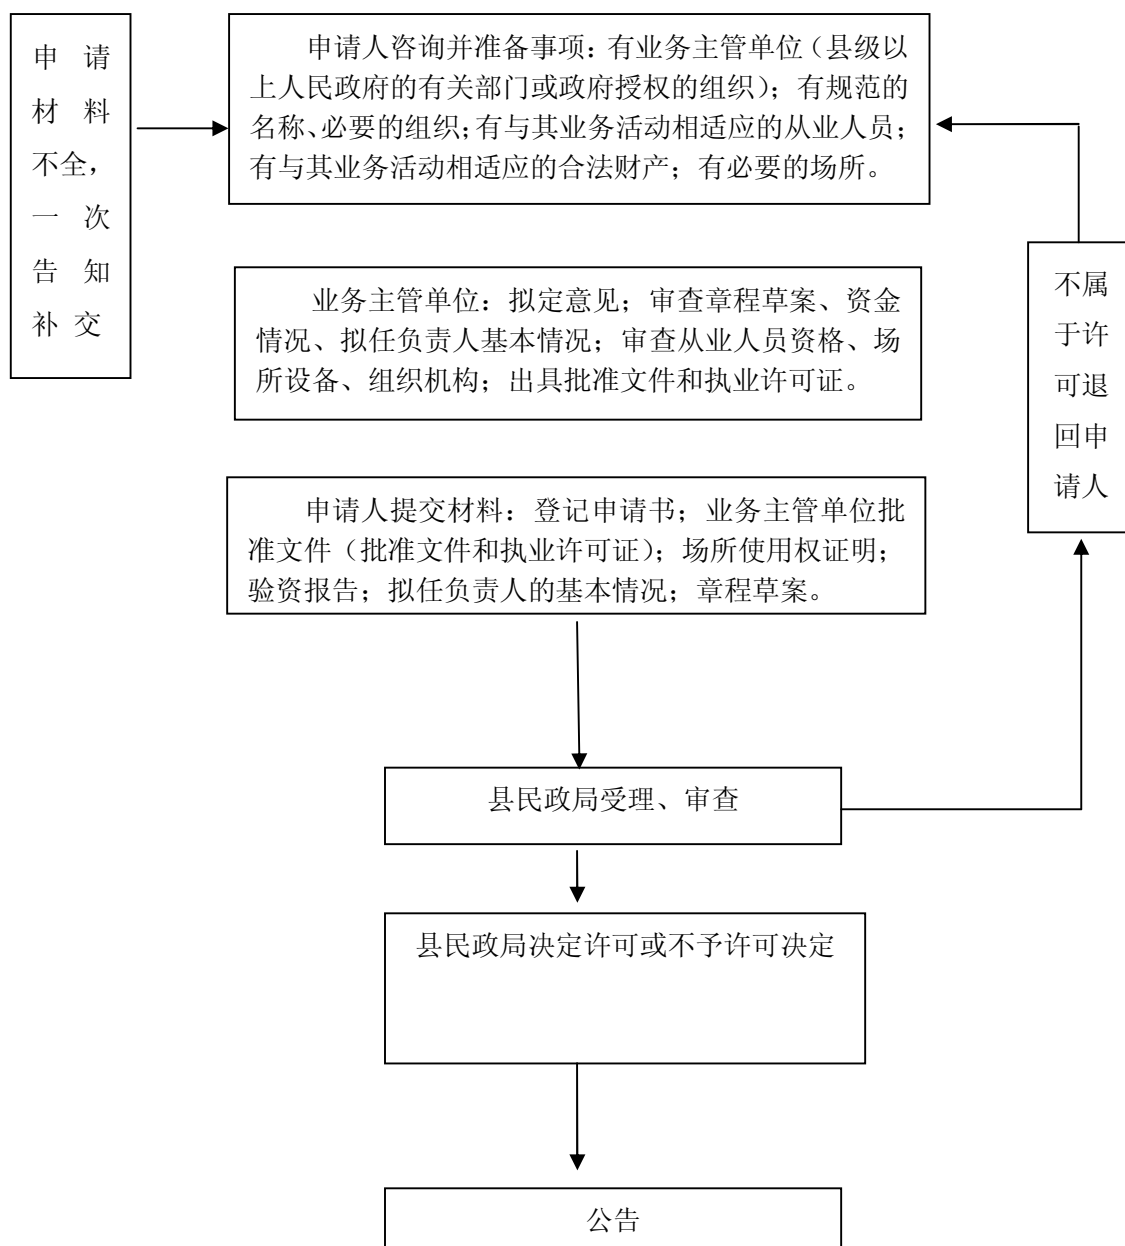 申 请
材 料
不全，
一 次
告 知
补 交
申请人咨询并准备事项：有业务主管单位（县级以
上人民政府的有关部门或政府授权的组织）；有规范的
名称、必要的组织；有与其业务活动相适应的从业人员；
有与其业务活动相适应的合法财产；有必要的场所。
不属
于许
可退
回申
请人
业务主管单位：拟定意见；审查章程草案、资金
情况、拟任负责人基本情况；审查从业人员资格、场
所设备、组织机构；出具批准文件和执业许可证。
申请人提交材料：登记申请书；业务主管单位批
准文件（批准文件和执业许可证）；场所使用权证明；
验资报告；拟任负责人的基本情况；章程草案。
县民政局受理、审查
县民政局决定许可或不予许可决定
公告